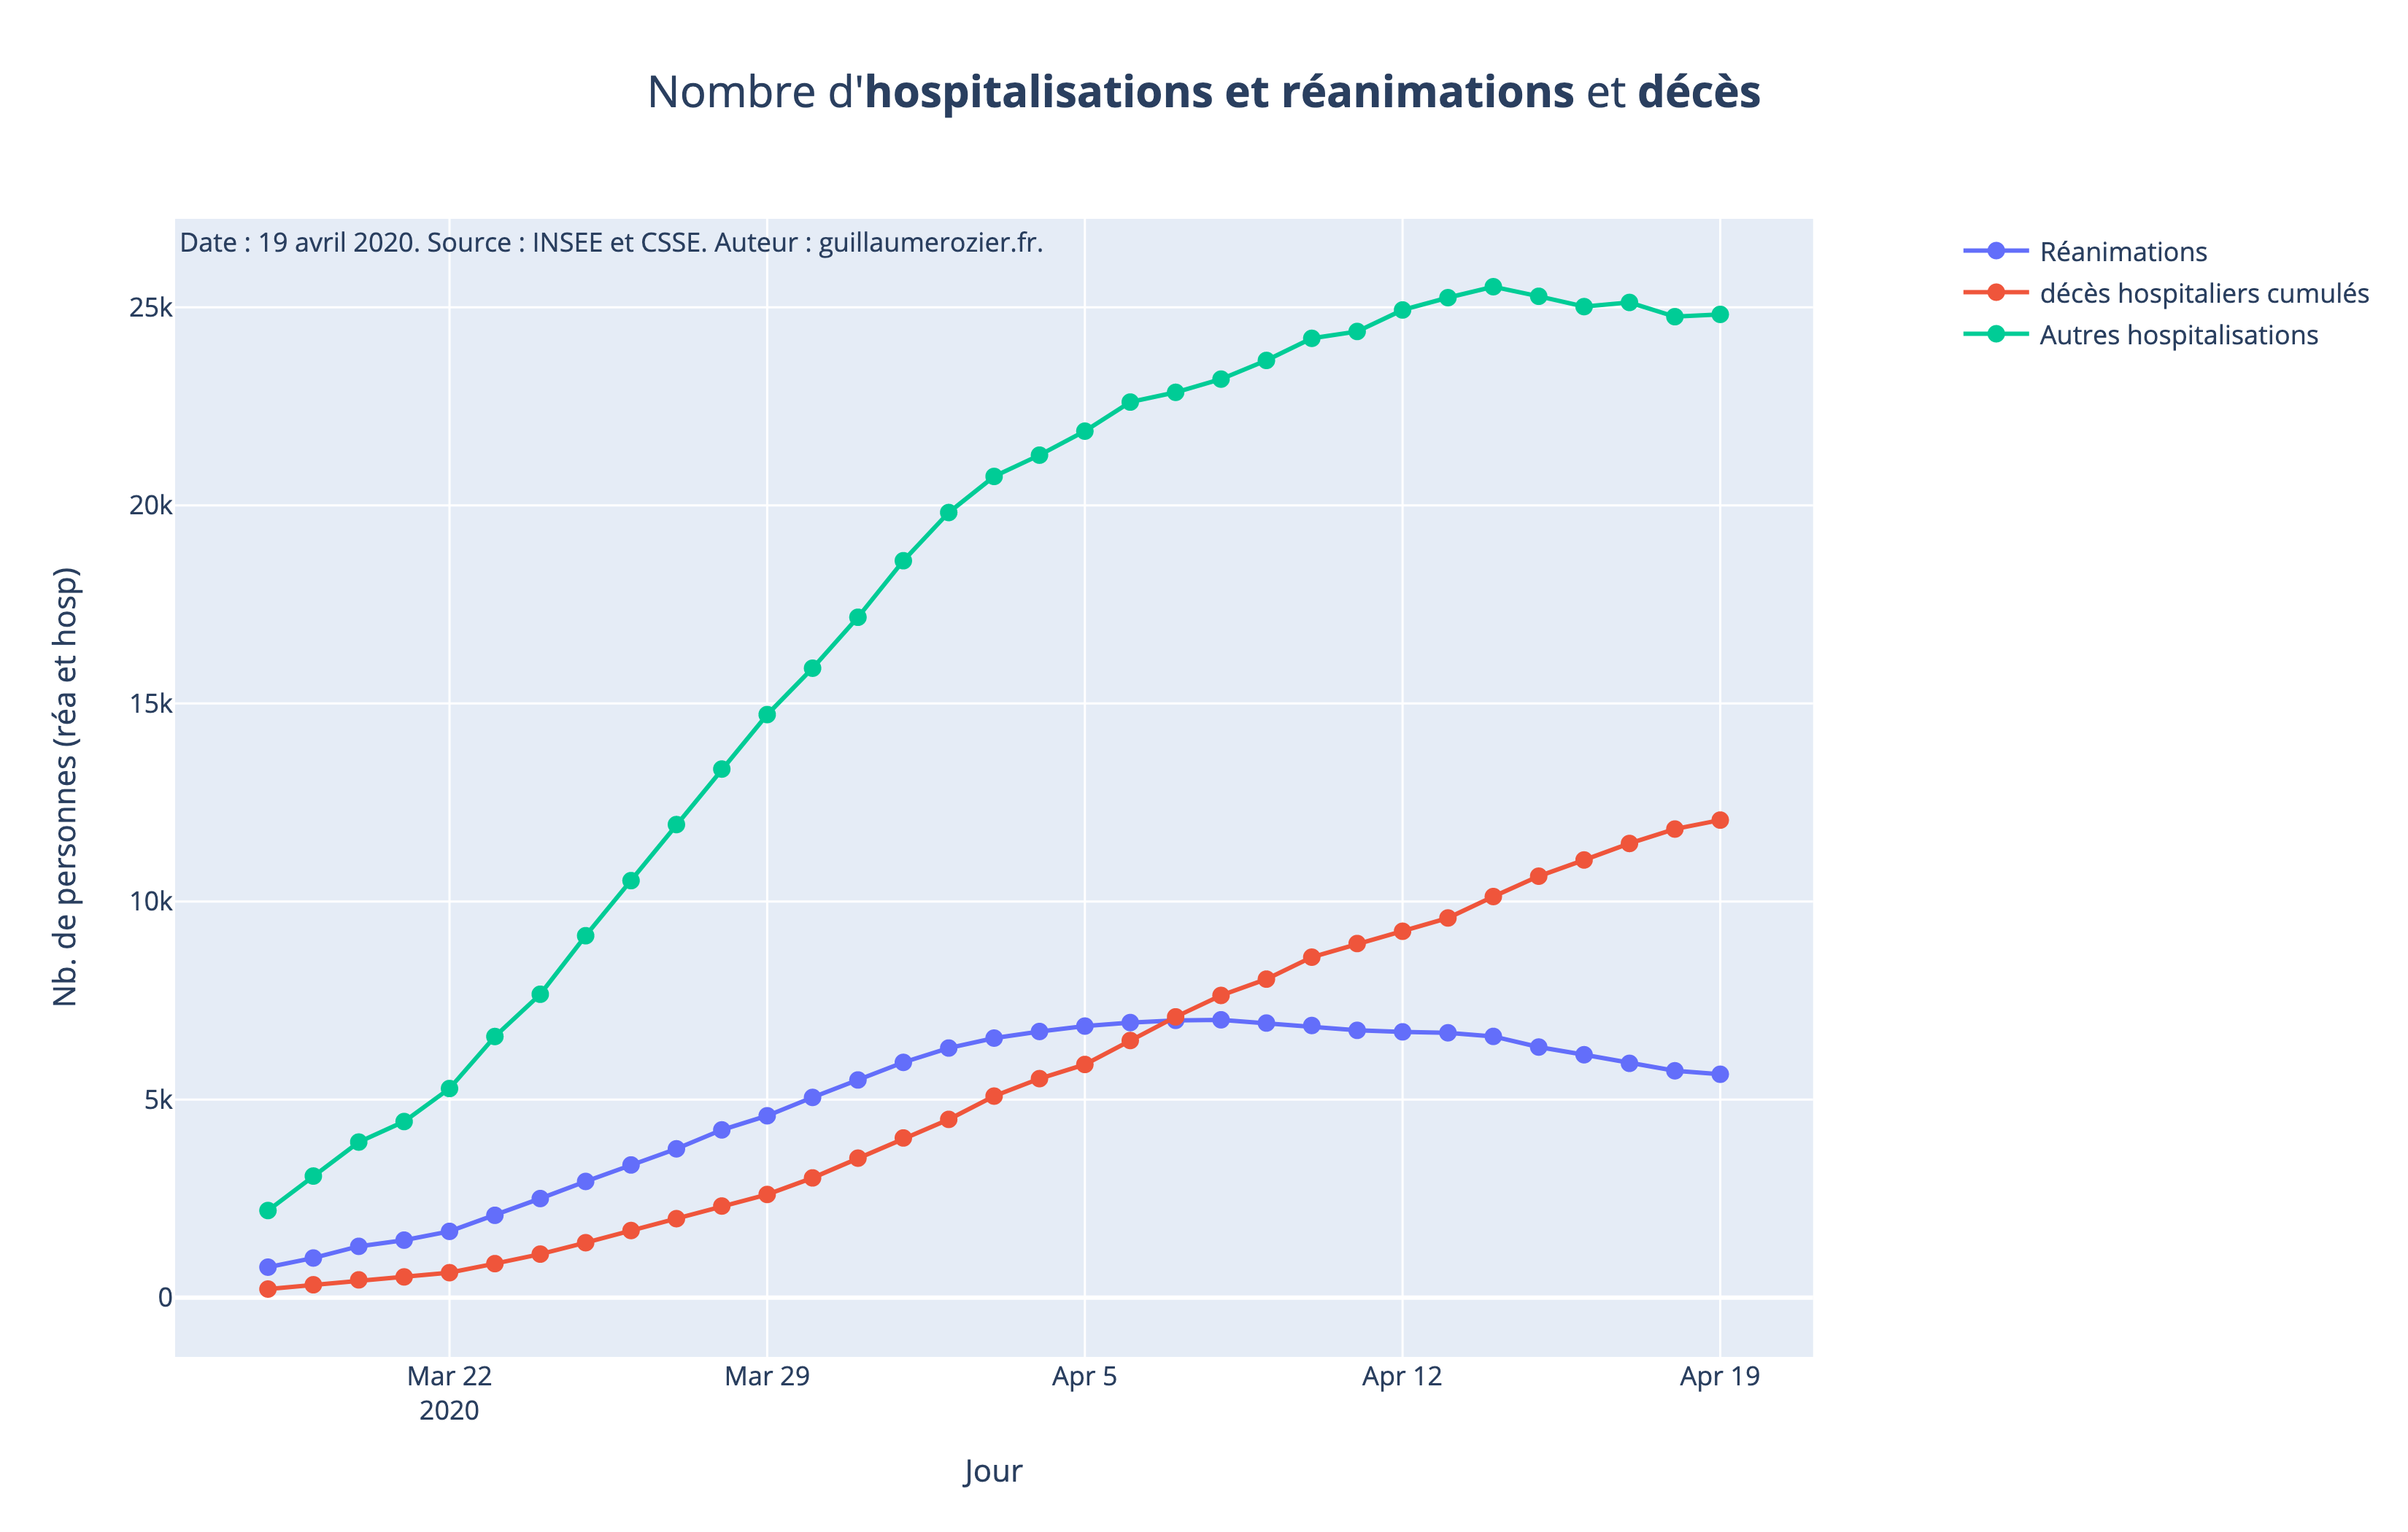 Nombre d'hospitalisations et réanimations et décès
Date : 19 avril 2020. Source : INSEE et CSSE. Auteur : guillaumerozier.fr.
Réanimations
décès hospitaliers cumulés
Autres hospitalisations
25k
20k
15k
10k
5k
0
Nb. de personnes (réa et hosp)
Mar 22
2020
Mar 29
Apr 5
Apr 12
Apr 19
Jour